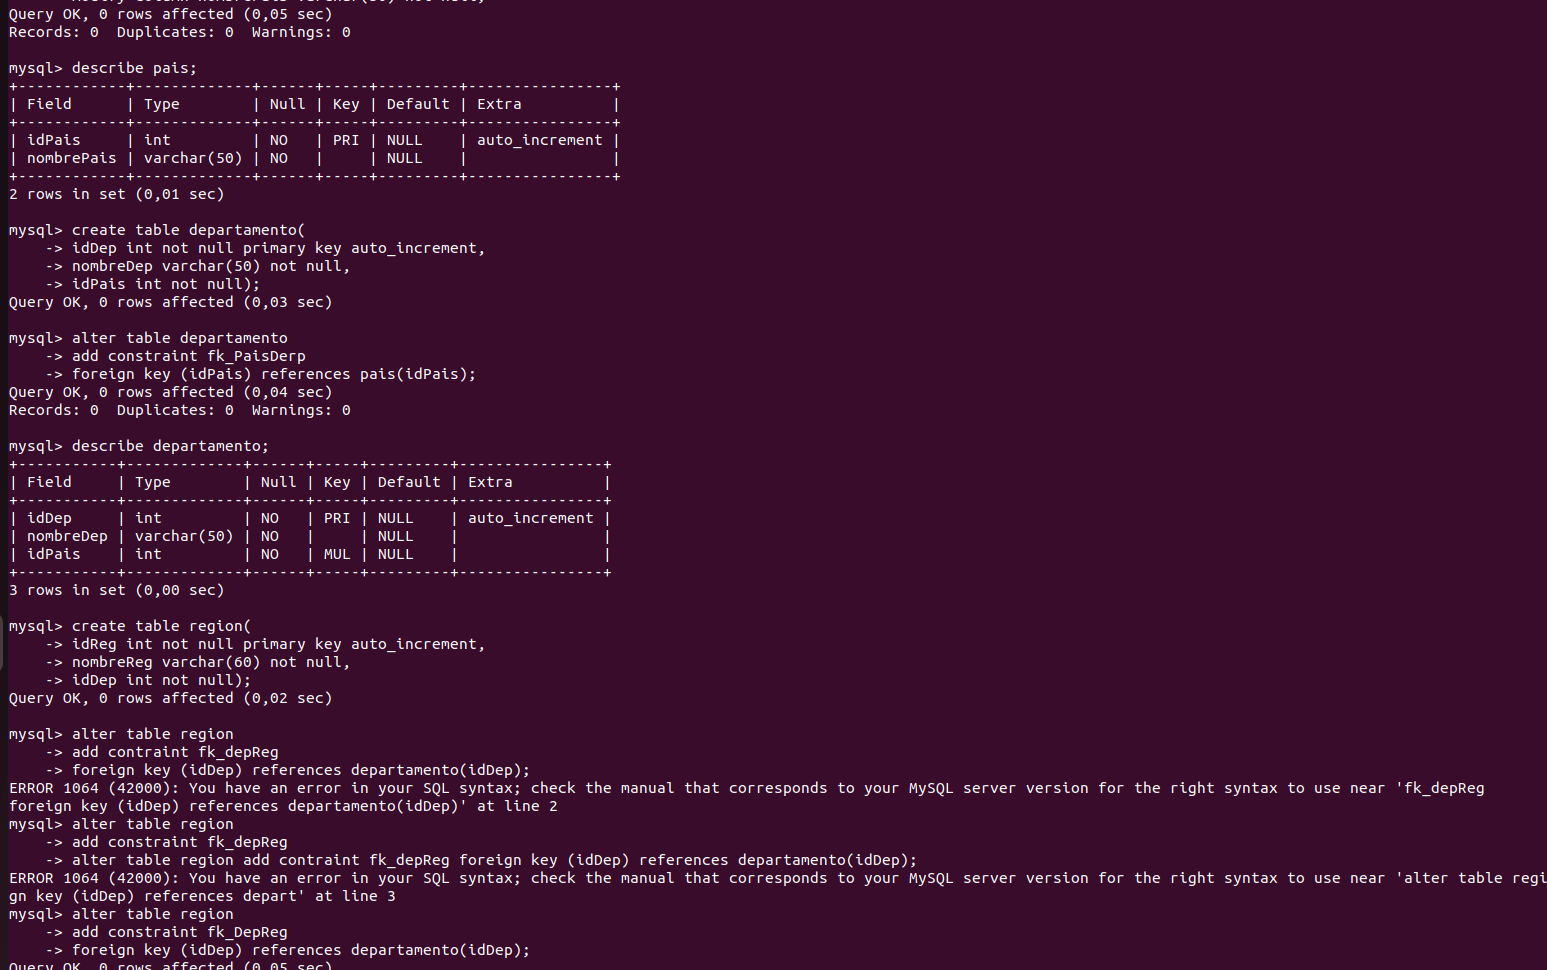 Query OK, 0 rows affected (0,05 sec)
Records: 0  Duplicates: 0  Warnings: 0

mysql> describe pais;
+------------+-------------+------+-----+---------+----------------+
| Field      | Type        | Null | Key | Default | Extra          |
+------------+-------------+------+-----+---------+----------------+
| idPais     | int         | NO   | PRI | NULL    | auto_increment |
| nombrePais | varchar(50) | NO   |     | NULL    |                |
+------------+-------------+------+-----+---------+----------------+
2 rows in set (0,01 sec)

mysql> create table departamento(
    -> idDep int not null primary key auto_increment,
    -> nombreDep varchar(50) not null,
    -> idPais int not null);
Query OK, 0 rows affected (0,03 sec)

mysql> alter table departamento
    -> add constraint fk_PaisDerp
    -> foreign key (idPais) references pais(idPais);
Query OK, 0 rows affected (0,04 sec)
Records: 0  Duplicates: 0  Warnings: 0

mysql> describe departamento;
+-----------+-------------+------+-----+---------+----------------+
| Field     | Type        | Null | Key | Default | Extra          |
+-----------+-------------+------+-----+---------+----------------+
| idDep     | int         | NO   | PRI | NULL    | auto_increment |
| nombreDep | varchar(50) | NO   |     | NULL    |                |
| idPais    | int         | NO   | MUL | NULL    |                |
+-----------+-------------+------+-----+---------+----------------+
3 rows in set (0,00 sec)

mysql> create table region(
    -> idReg int not null primary key auto_increment,
    -> nombreReg varchar(60) not null,
    -> idDep int not null);
Query OK, 0 rows affected (0,02 sec)

mysql> alter table region
    -> add contraint fk_depReg
    -> foreign key (idDep) references departamento(idDep);
ERROR 1064 (42000): You have an error in your SQL syntax; check the manual that corresponds to your MySQL server version for the right syntax to use near 'fk_depReg
foreign key (idDep) references departamento(idDep)' at line 2
mysql> alter table region
    -> add constraint fk_depReg
    -> alter table region add contraint fk_depReg foreign key (idDep) references departamento(idDep);
ERROR 1064 (42000): You have an error in your SQL syntax; check the manual that corresponds to your MySQL server version for the right syntax to use near 'alter table regi
gn key (idDep) references depart' at line 3
mysql> alter table region
    -> add constraint fk_DepReg
    -> foreign key (idDep) references departamento(idDep);
Query OK, 0 rows affected (0,05 sec)